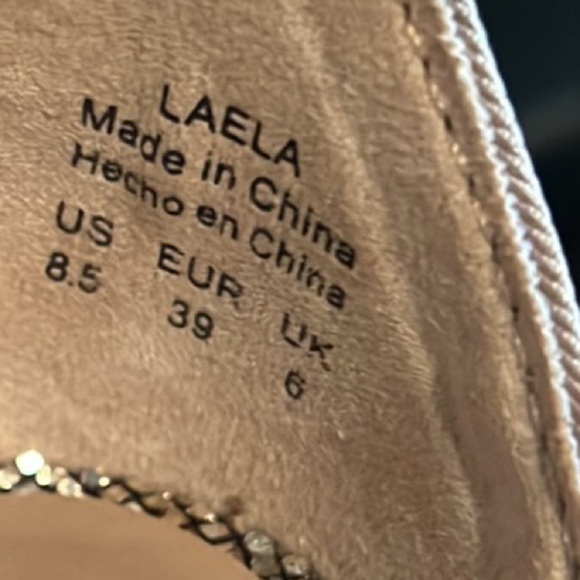 LAELA
Made in China
Hecho en China
US EUR UK
8.5 39 6